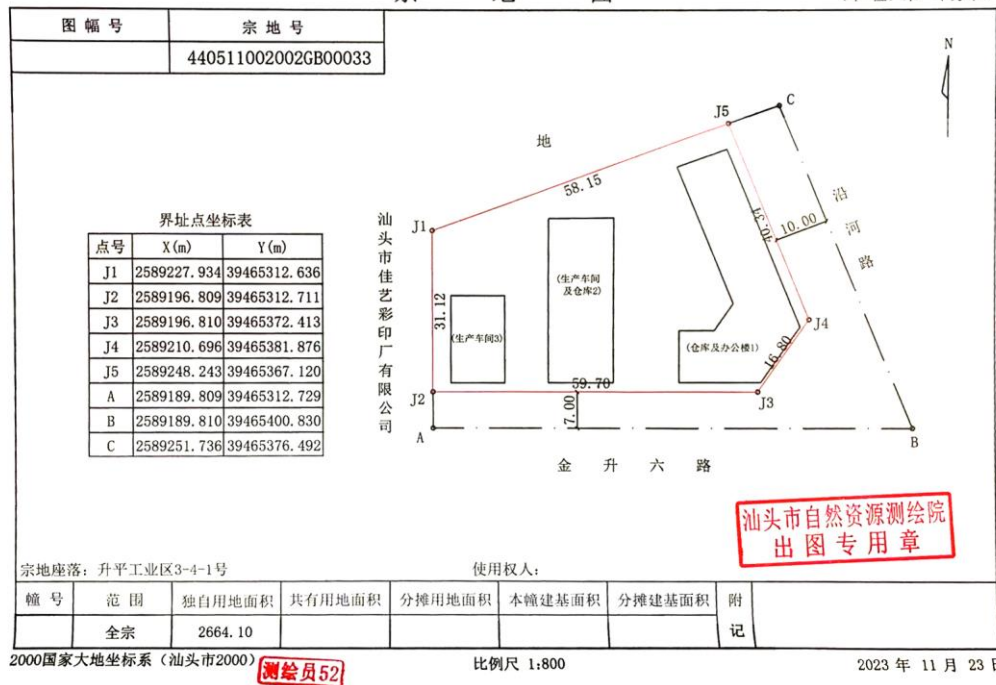 宗 地 图
图幅号 宗地号
440511002002GB00033
N
C
J5
地
58.15
沿河路
10.00
40.34
界址点坐标表
点号 X(m) Y(m)
J1 2589227.934 39465312.636
J2 2589196.809 39465312.711
J3 2589196.810 39465372.413
J4 2589210.696 39465381.876
J5 2589248.243 39465367.120
A 2589189.809 39465312.729
B 2589189.810 39465400.830
C 2589251.736 39465376.492
汕头市佳艺彩印厂有限公司
J1
31.12
(生产车间
及仓库2)
(生产车间3)
(仓库及办公楼1)
J4
16.80
59.70
J2
J3
7.00
A
B
金升六路
汕头市自然资源测绘院
出图专用章
宗地座落: 升平工业区3-4-1号 使用权人:
幢号 范围 独自用地面积 共有用地面积 分摊用地面积 本幢建基面积 分摊建基面积 附记
全宗 2664.10
2000国家大地坐标系 (汕头市2000) 测绘员52 比例尺 1:800 2023 年 11 月 23 日